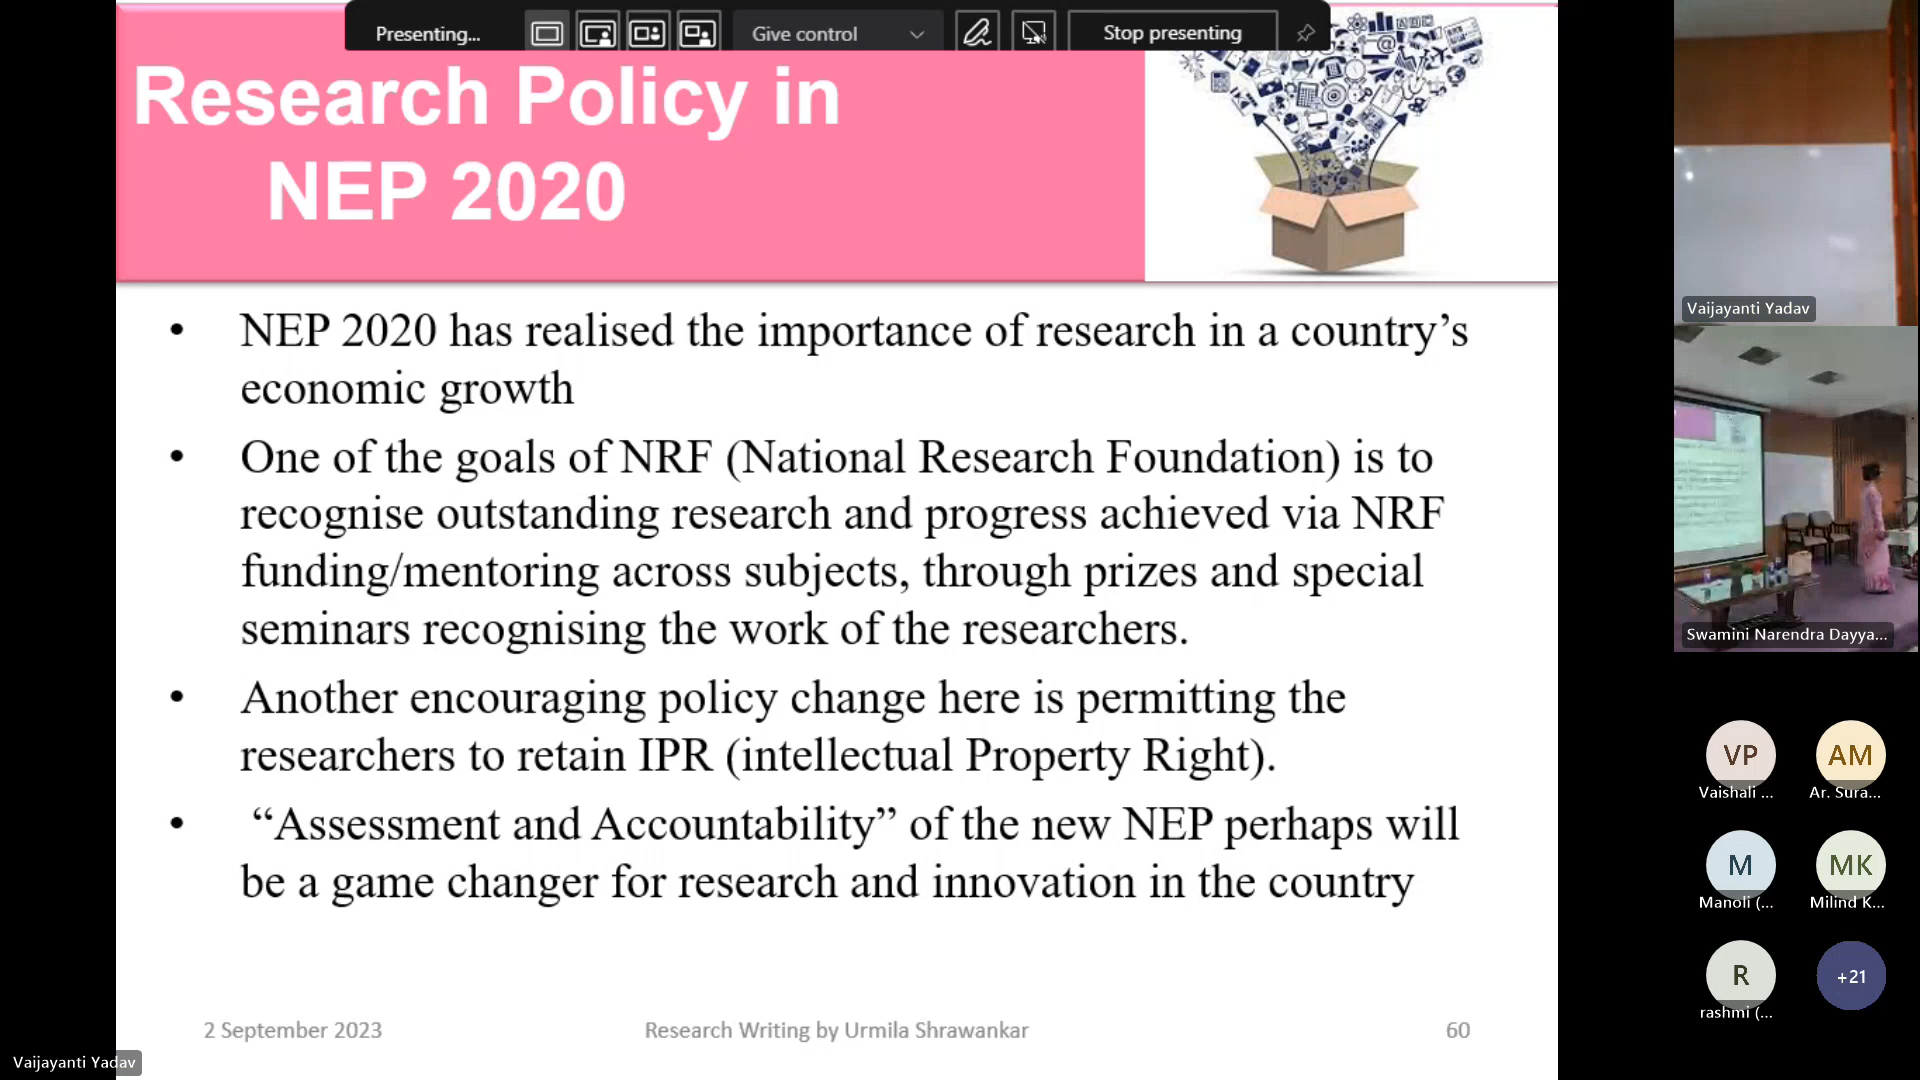 Presenting...
Give control
Stop presenting
Research Policy in
NEP 2020
• NEP 2020 has realised the importance of research in a country’s
economic growth
• One of the goals of NRF (National Research Foundation) is to
recognise outstanding research and progress achieved via NRF
funding/mentoring across subjects, through prizes and special
seminars recognising the work of the researchers.
• Another encouraging policy change here is permitting the
researchers to retain IPR (intellectual Property Right).
• “Assessment and Accountability” of the new NEP perhaps will
be a game changer for research and innovation in the country
2 September 2023
Research Writing by Urmila Shrawankar
60
Vaijayanti Yadav
Vaijayanti Yadav
Swamini Narendra Dayya...
VP
Vaishali ...
AM
Ar. Sura...
M
Manoli (...
MK
Milind K...
R
rashmi (...
+21